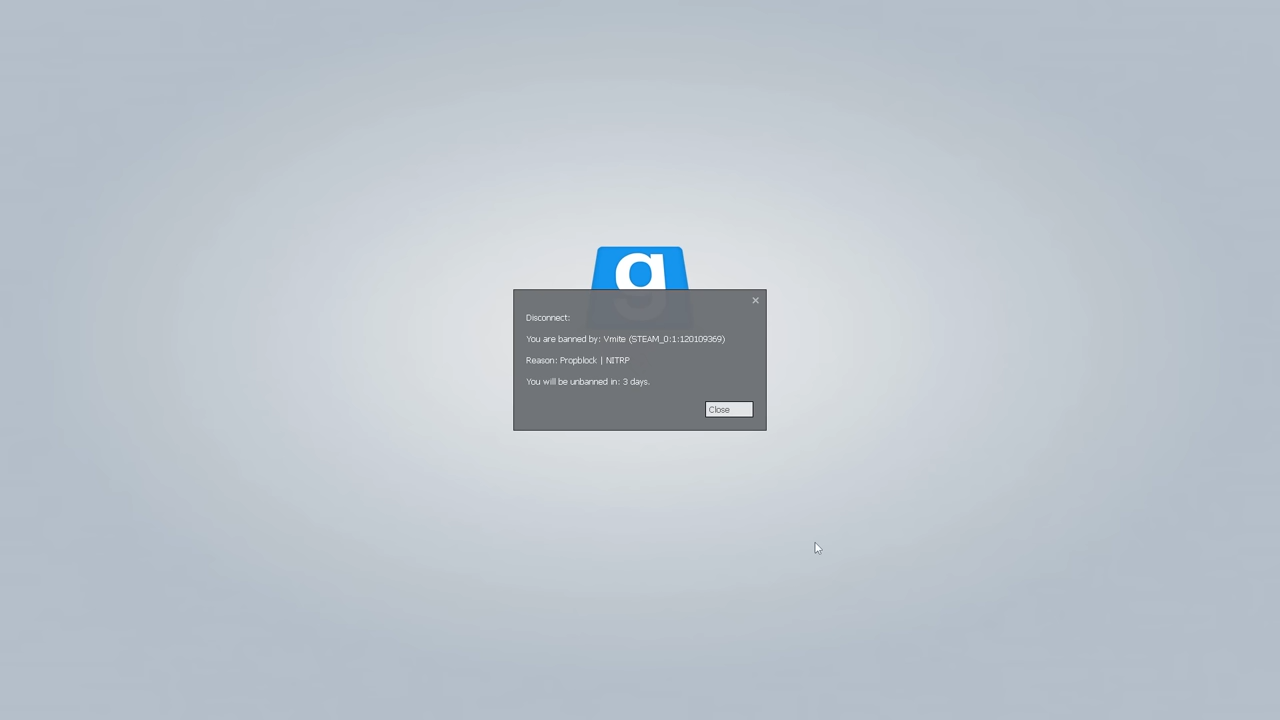 g
Disconnect:
You are banned by: Vmite (STEAM_0:1:120109369)
Reason: Propblock | NITRP
You will be unbanned in: 3 days.
Close